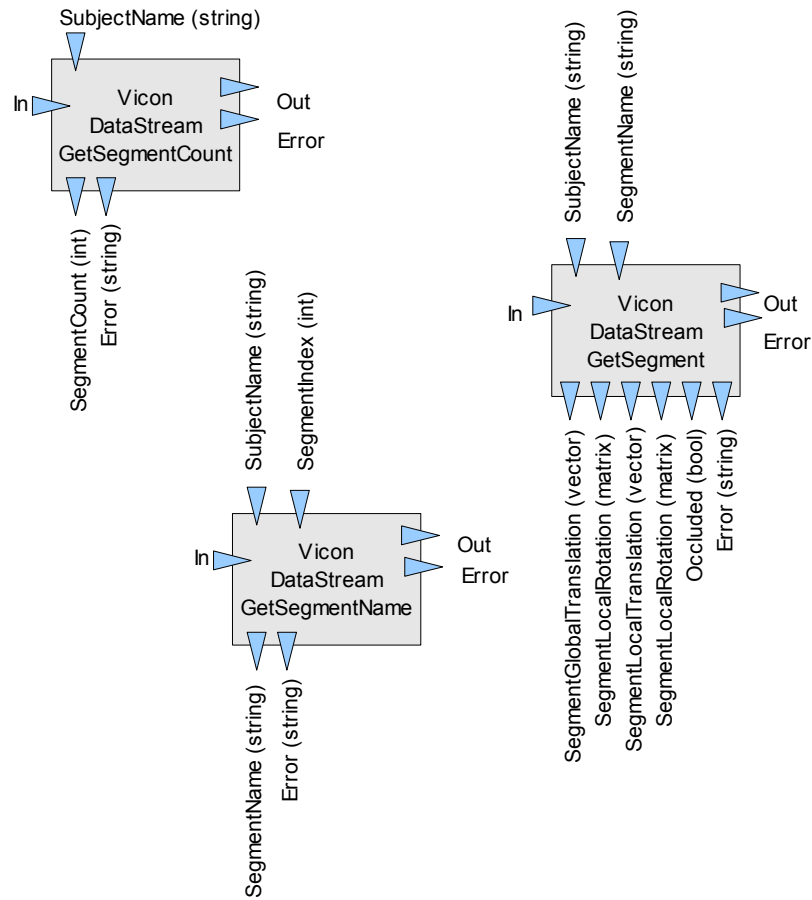 SubjectName (string)
In
Vicon
DataStream
GetSegmentCount
Out
Error
SegmentCount (int)
Error (string)
SubjectName (string)
SegmentName (string)
In
Vicon
DataStream
GetSegment
Out
Error
SegmentGlobalTranslation (vector)
SegmentLocalRotation (matrix)
SegmentLocalTranslation (vector)
SegmentLocalRotation (matrix)
Occluded (bool)
Error (string)
SubjectName (string)
SegmentIndex (int)
In
Vicon
DataStream
GetSegmentName
Out
Error
SegmentName (string)
Error (string)